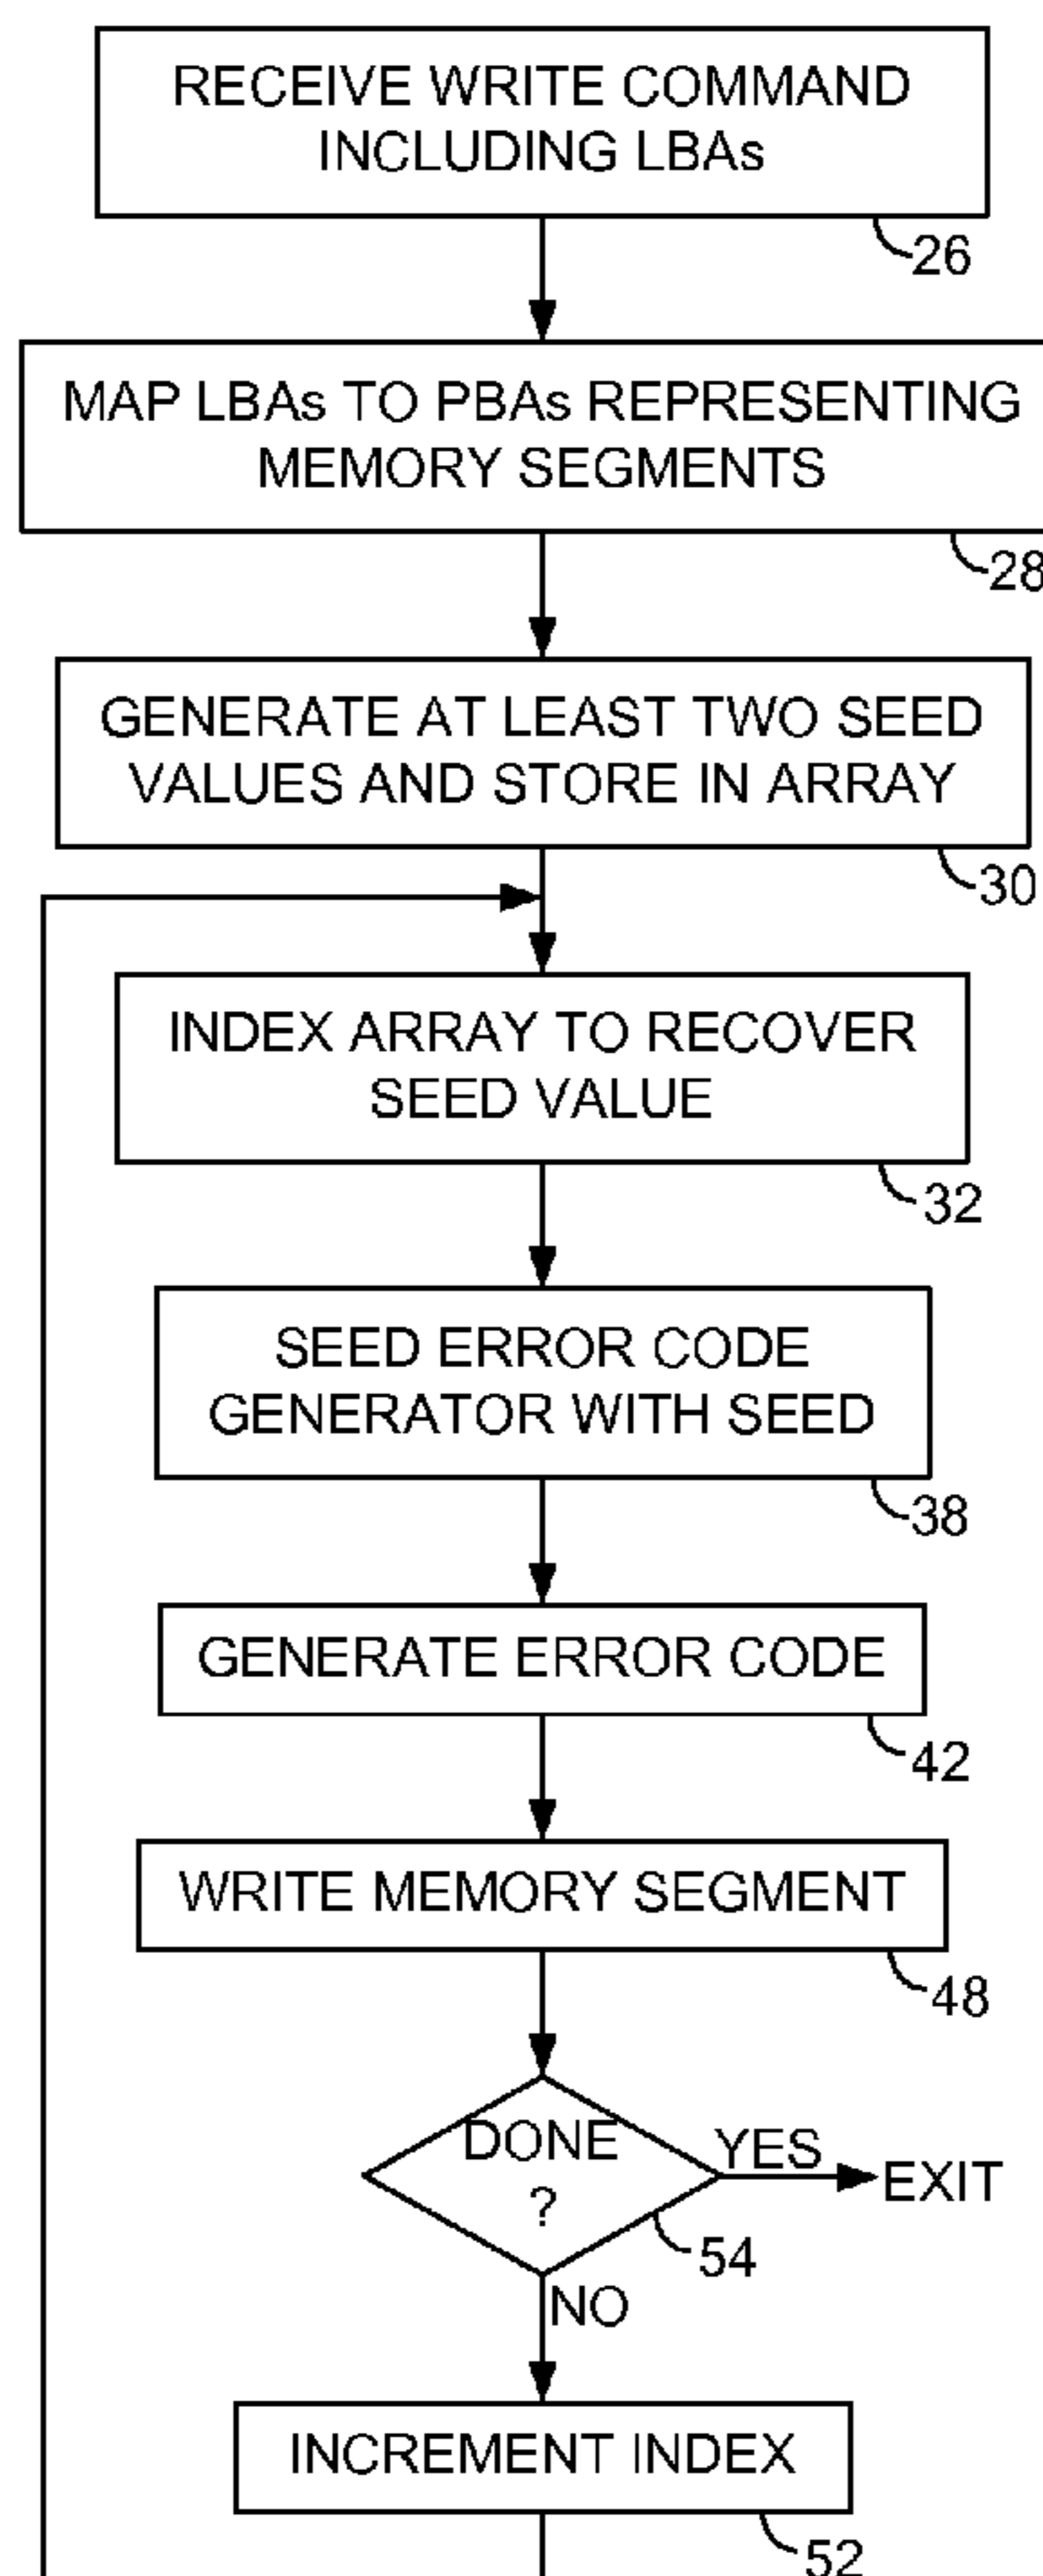 RECEIVE WRITE COMMAND
INCLUDING LBAs
26
MAP LBAs TO PBAs REPRESENTING
MEMORY SEGMENTS
28
GENERATE AT LEAST TWO SEED
VALUES AND STORE IN ARRAY
30
INDEX ARRAY TO RECOVER
SEED VALUE
32
SEED ERROR CODE
GENERATOR WITH SEED
38
GENERATE ERROR CODE
42
WRITE MEMORY SEGMENT
48
DONE
?
YES
EXIT
54
NO
INCREMENT INDEX
52